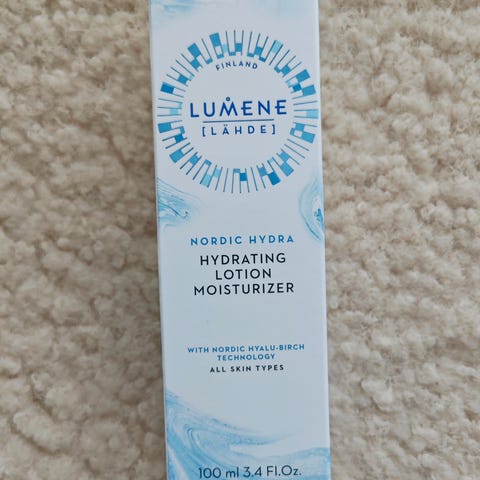 FINLAND
LUMENE
[LÄHDE]
NORDIC HYDRA
HYDRATING
LOTION
MOISTURIZER
WITH NORDIC HYALU-BIRCH
TECHNOLOGY
ALL SKIN TYPES
100 ml 3.4 Fl.Oz.